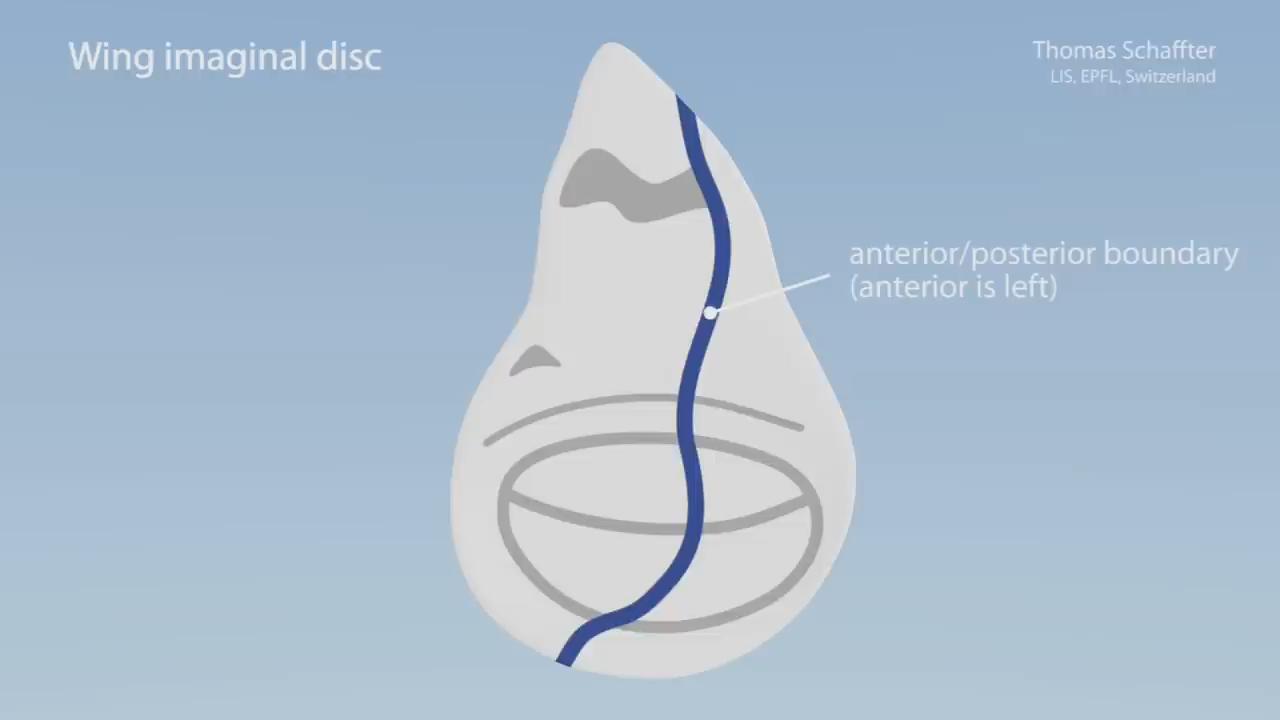 Wing imaginal disc
Thomas Schaffter
LIS, EPFL, Switzerland
anterior/posterior boundary
(anterior is left)